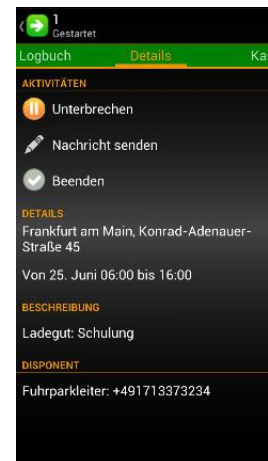 1
Gestartet
Logbuch Details Ka
AKTIVITÄTEN
Unterbrechen
Nachricht senden
Beenden
DETAILS
Frankfurt am Main, Konrad-Adenauer-
Straße 45
Von 25. Juni 06:00 bis 16:00
BESCHREIBUNG
Ladegut: Schulung
DISPONENT
Fuhrparkleiter: +491713373234